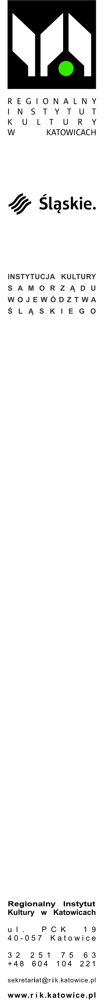 REGIONALNY
INSTYTUT
KULTURY
W KATOWICACH
Śląskie.
INSTYTUCJA KULTURY
SAMORZĄDU
WOJEWÓDZTWA
ŚLĄSKIEGO
Regionalny Instytut
Kultury w Katowicach
ul. PCK 19
40-057 Katowice
32 251 75 63
+48 604 104 221
sekretariat@rik.katowice.pl
www.rik.katowice.pl